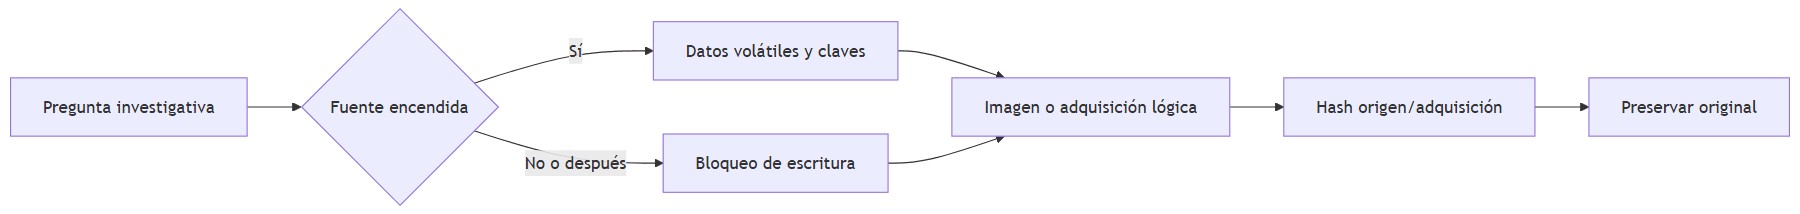 Pregunta investigativa
Fuente encendida
Sí
No o después
Datos volátiles y claves
Bloqueo de escritura
Imagen o adquisición lógica
Hash origen/adquisición
Preservar original